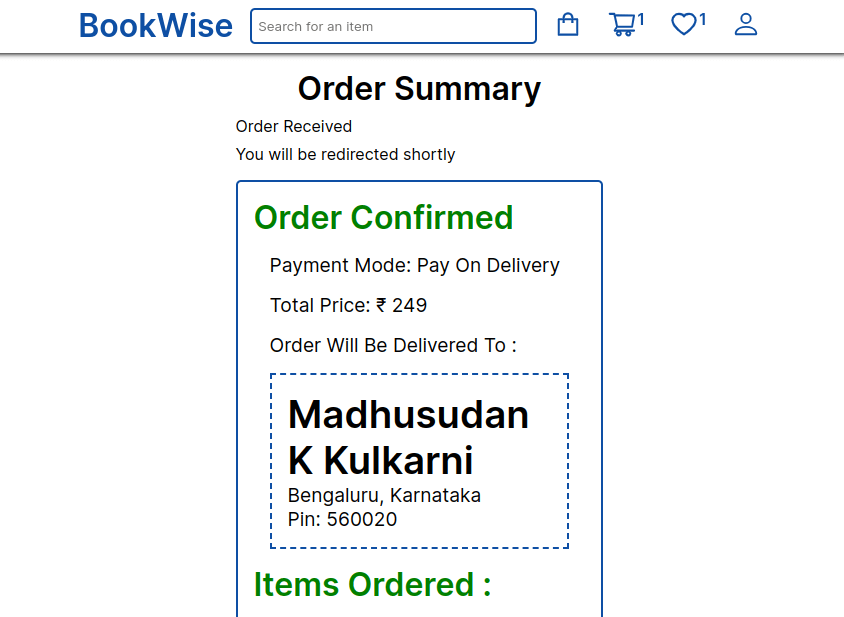 BookWise
Search for an item
1
1
Order Summary
Order Received
You will be redirected shortly
Order Confirmed
Payment Mode: Pay On Delivery
Total Price: ₹ 249
Order Will Be Delivered To :
Madhusudan
K Kulkarni
Bengaluru, Karnataka
Pin: 560020
Items Ordered :